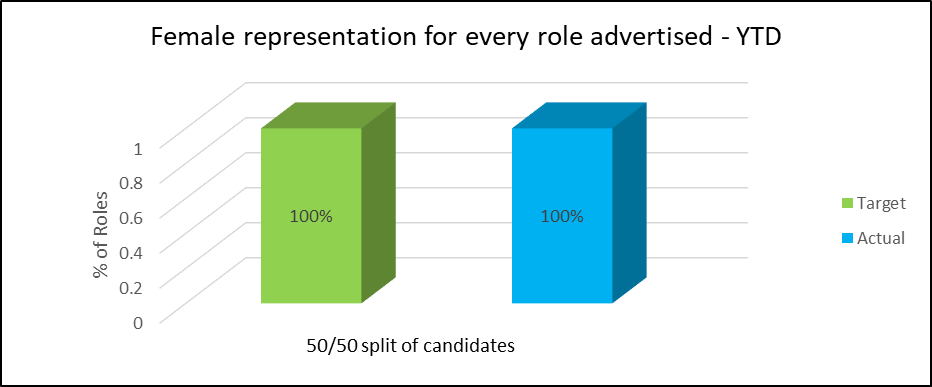 Female representation for every role advertised - YTD
% of Roles
1
0.8
0.6
0.4
0.2
0
100%
100%
50/50 split of candidates
Target
Actual